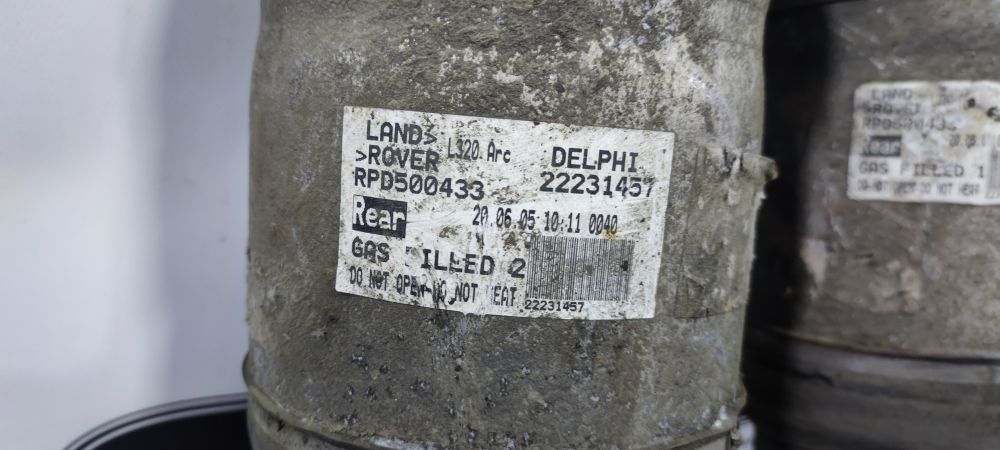 LAND>
>ROVER L320.Arc DELPHI
RPD500433 22231457
Rear 20.06.05 10:11 0040
GAS FILLED 2
DO NOT OPEN-DO NOT HEAT
22231457
LAND
>ROVER
RPD500433
Rear
GAS FILLED 1